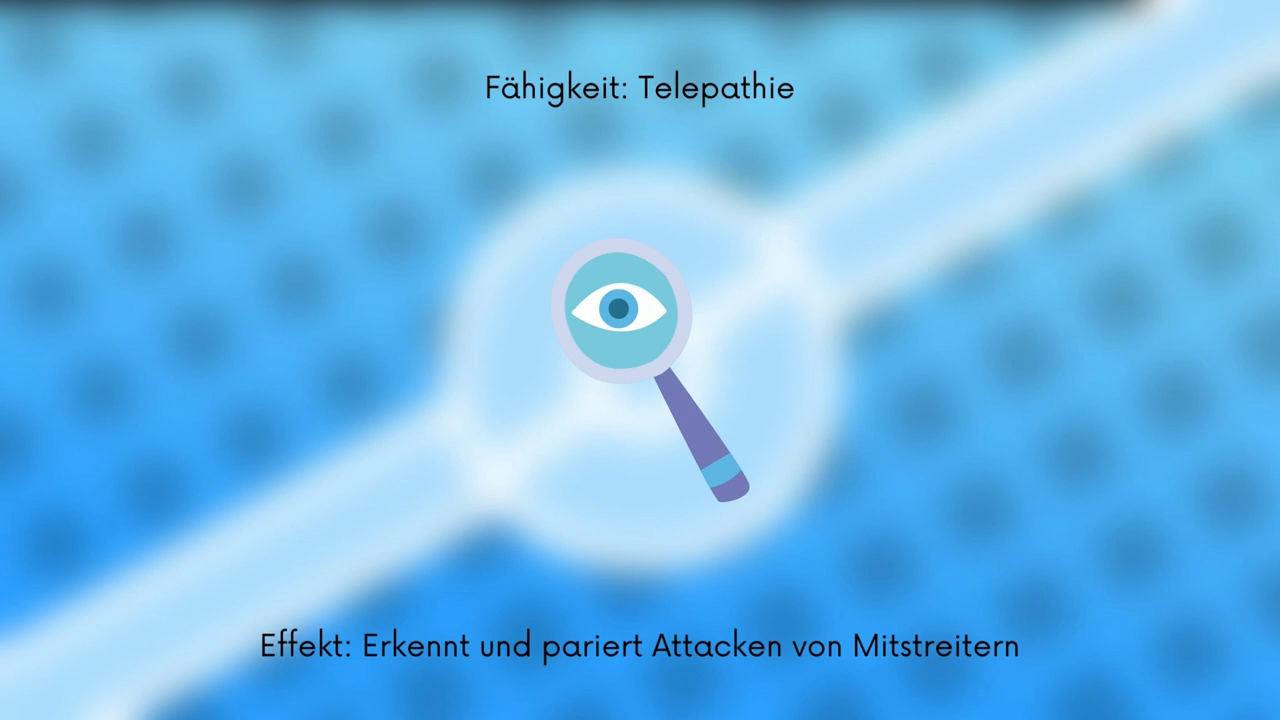 Fähigkeit: Telepathie
Effekt: Erkennt und pariert Attacken von Mitstreitern